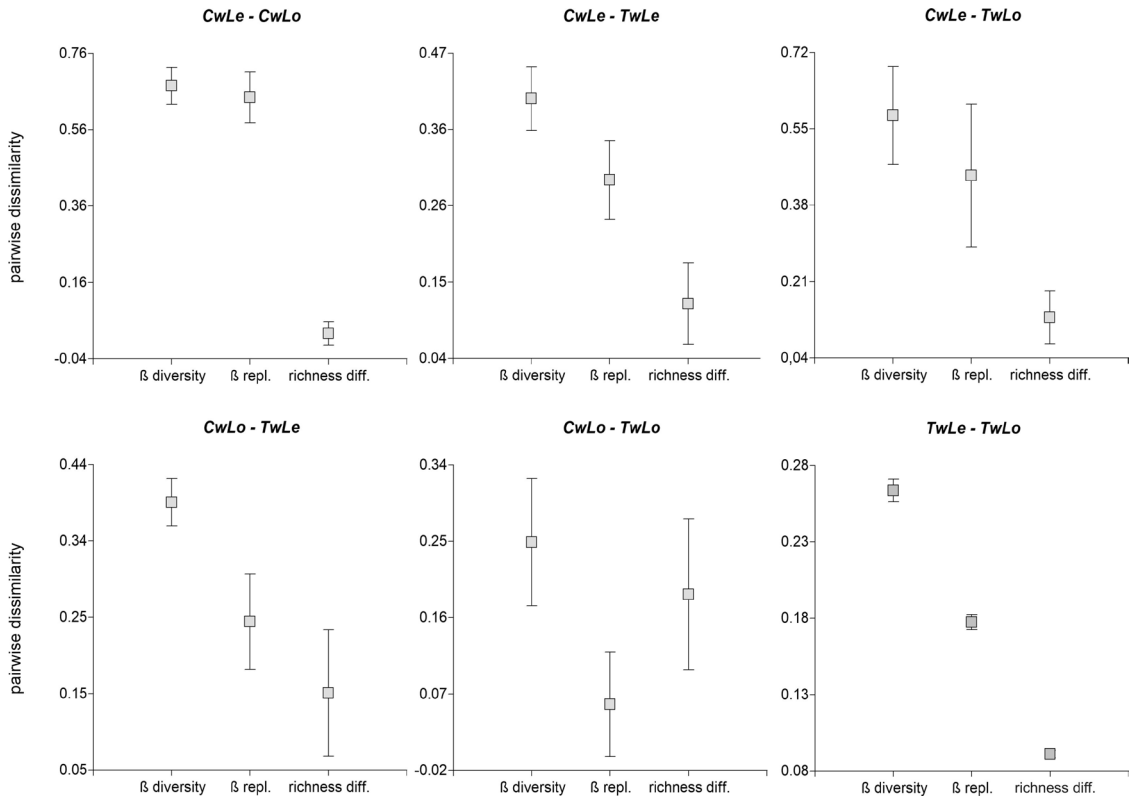 CwLe - CwLo
CwLe - TwLe
CwLe - TwLo
pairwise dissimilarity
0.76
0.56
0.36
0.16
-0.04
ß diversity ß repl. richness diff.
0.47
0.36
0.26
0.15
0.04
ß diversity ß repl. richness diff.
0.72
0.55
0.38
0.21
0,04
ß diversity ß repl. richness diff.
CwLo - TwLe
CwLo - TwLo
TwLe - TwLo
pairwise dissimilarity
0.44
0.34
0.25
0.15
0.05
ß diversity ß repl. richness diff.
0.34
0.25
0.16
0.07
-0.02
ß diversity ß repl. richness diff.
0.28
0.23
0.18
0.13
0.08
ß diversity ß repl. richness diff.